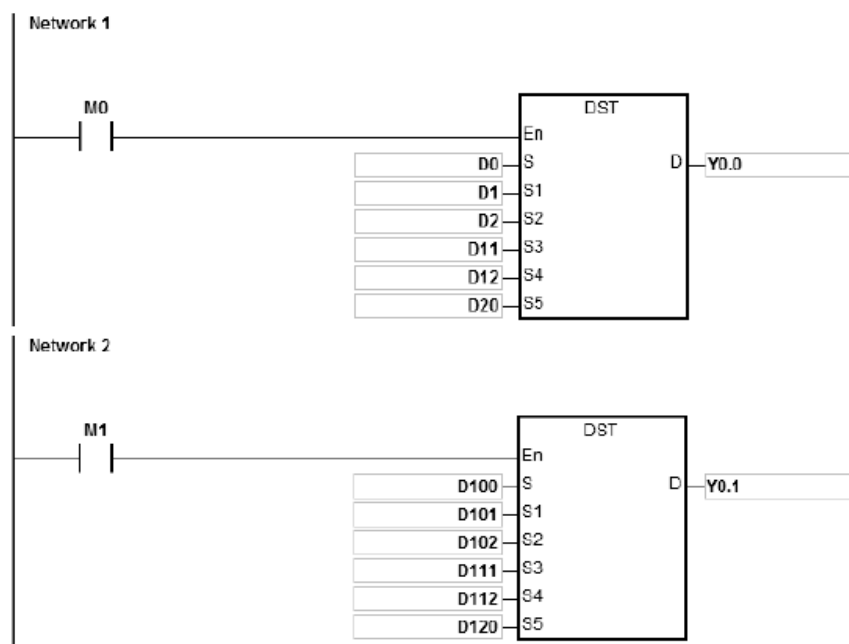 Network 1
M0
DST
En
D0 S D Y0.0
D1 S1
D2 S2
D11 S3
D12 S4
D20 S5
Network 2
M1
DST
En
D100 S D Y0.1
D101 S1
D102 S2
D111 S3
D112 S4
D120 S5